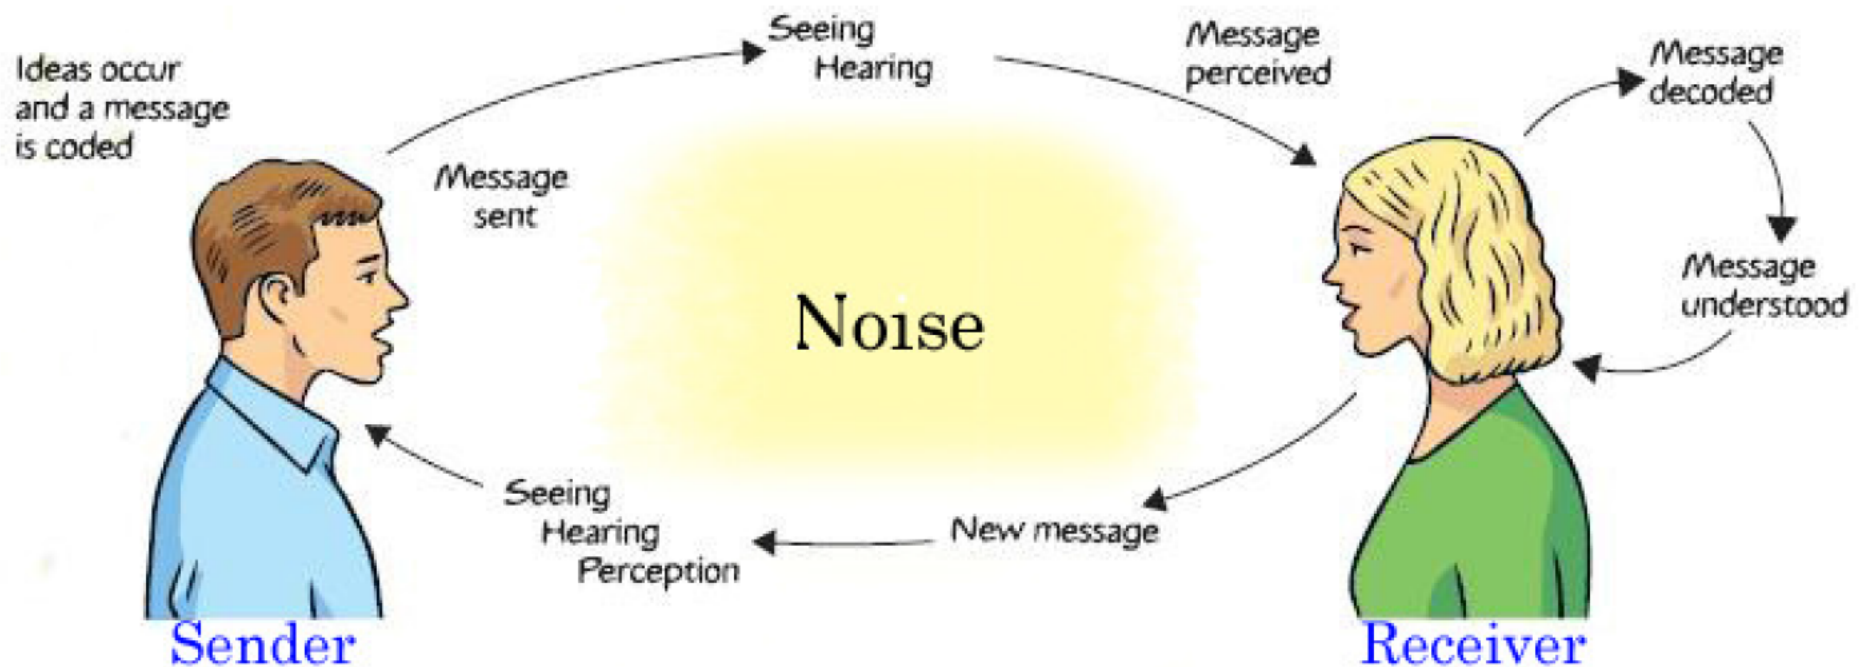 Ideas occur
and a message
is coded
Message
sent
Seeing
Hearing
Message
perceived
Message
decoded
Message
understood
Noise
New message
Seeing
Hearing
Perception
Sender
Receiver